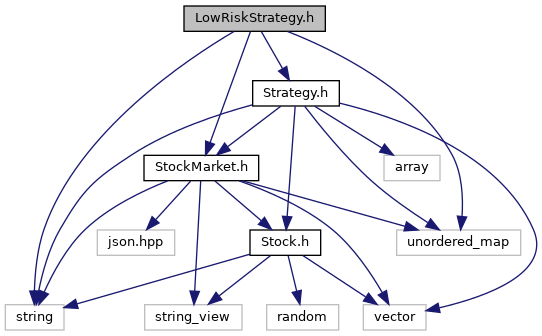 LowRiskStrategy.h
Strategy.h
array
StockMarket.h
json.hpp
Stock.h
unordered_map
string
string_view
random
vector